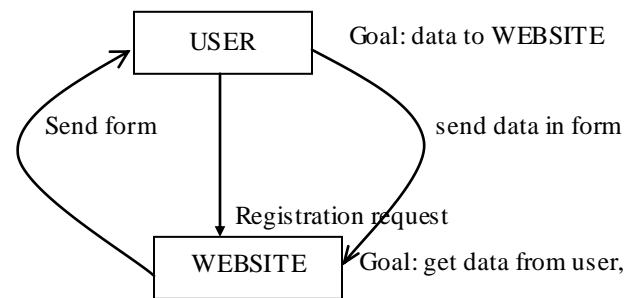 USER
Goal: data to WEBSITE
Send form
send data in form
Registration request
WEBSITE
Goal: get data from user,